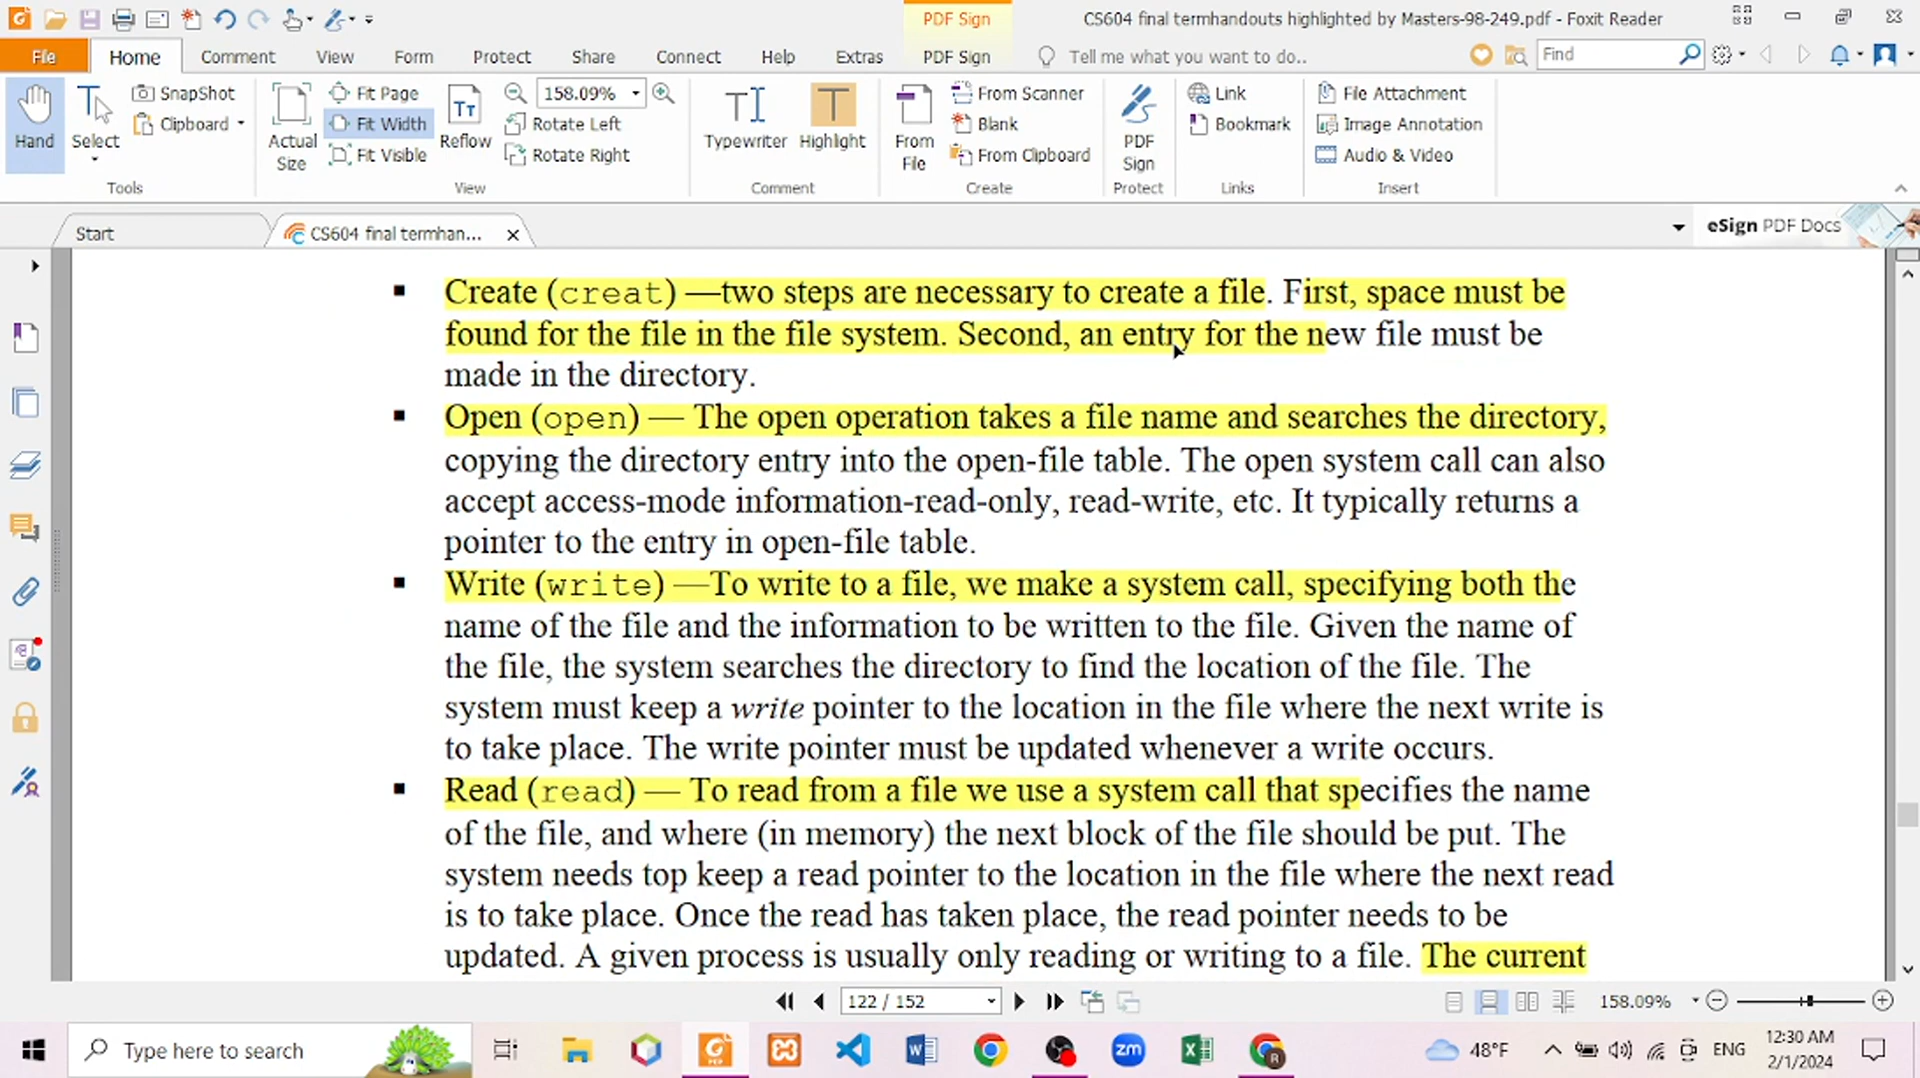 PDF Sign
CS604 final termhandouts highlighted by Masters-98-249.pdf - Foxit Reader
File
Home
Comment
View
Form
Protect
Share
Connect
Help
Extras
PDF Sign
Tell me what you want to do..
Find
Hand
Select
SnapShot
Clipboard
Tools
Actual
Size
Fit Page
Fit Width
Fit Visible
Reflow
158.09%
Rotate Left
Rotate Right
View
Typewriter
Highlight
Comment
From
File
From Scanner
Blank
From Clipboard
Create
PDF
Sign
Protect
Link
Bookmark
Links
File Attachment
Image Annotation
Audio & Video
Insert
Start
CS604 final termhan...
eSign PDF Docs
▪ Create (creat) —two steps are necessary to create a file. First, space must be
found for the file in the file system. Second, an entry for the new file must be
made in the directory.
▪ Open (open) — The open operation takes a file name and searches the directory,
copying the directory entry into the open-file table. The open system call can also
accept access-mode information-read-only, read-write, etc. It typically returns a
pointer to the entry in open-file table.
▪ Write (write) —To write to a file, we make a system call, specifying both the
name of the file and the information to be written to the file. Given the name of
the file, the system searches the directory to find the location of the file. The
system must keep a write pointer to the location in the file where the next write is
to take place. The write pointer must be updated whenever a write occurs.
▪ Read (read) — To read from a file we use a system call that specifies the name
of the file, and where (in memory) the next block of the file should be put. The
system needs top keep a read pointer to the location in the file where the next read
is to take place. Once the read has taken place, the read pointer needs to be
updated. A given process is usually only reading or writing to a file. The current
122 / 152
158.09%
Type here to search
zm
48°F
ENG
12:30 AM
2/1/2024